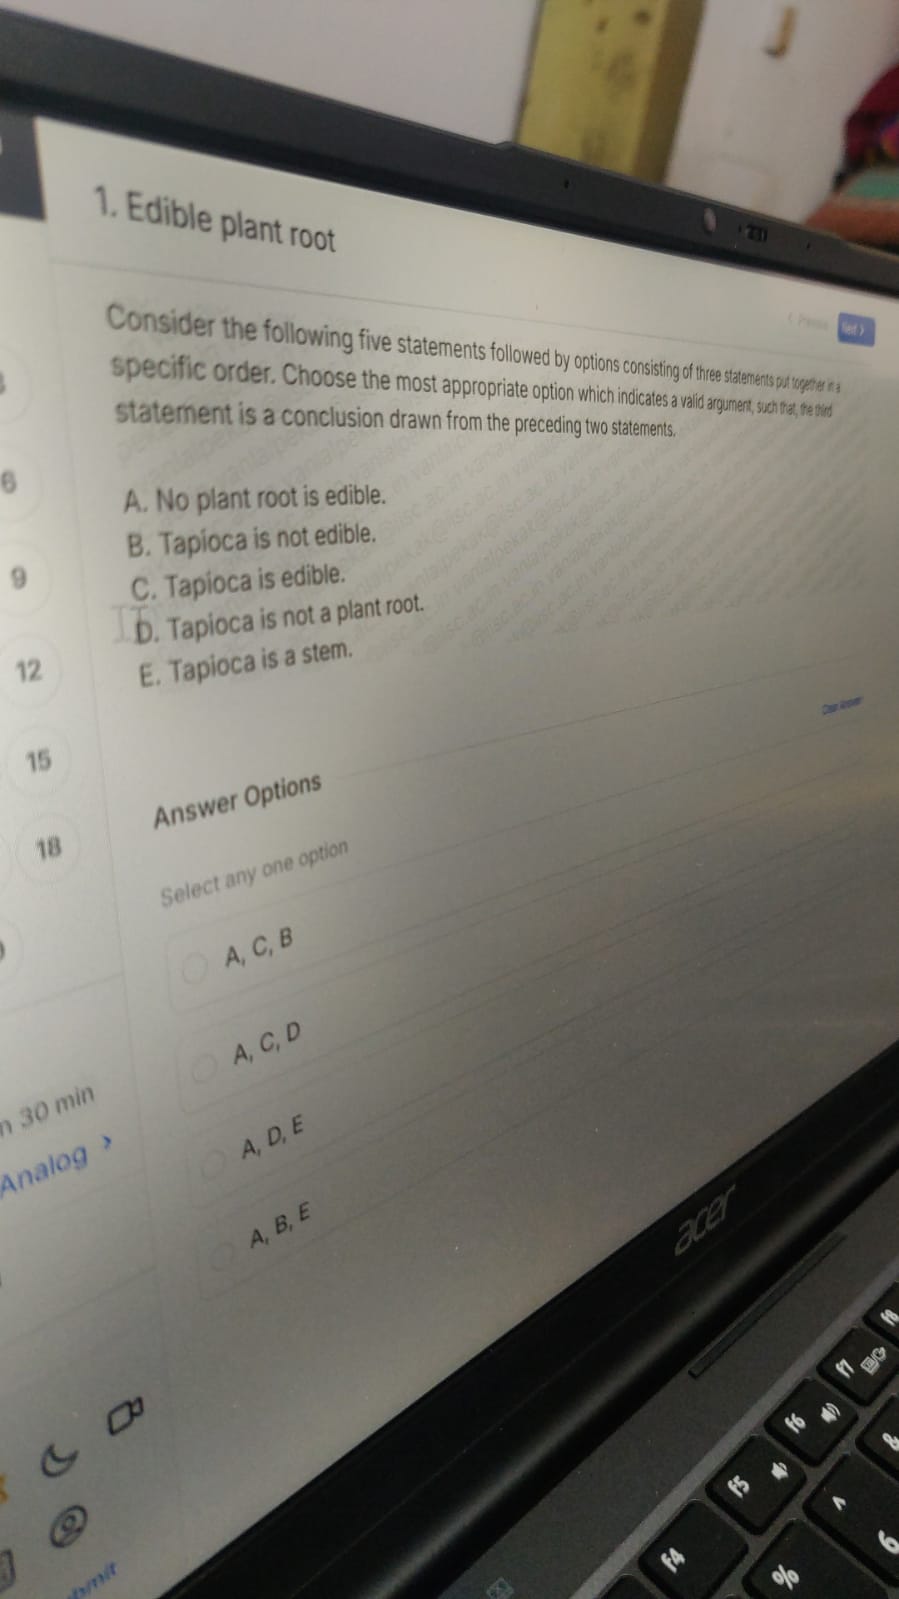 1. Edible plant root
Next >
Consider the following five statements followed by options consisting of three statements put together in a
specific order. Choose the most appropriate option which indicates a valid argument, such that, the third
statement is a conclusion drawn from the preceding two statements.
A. No plant root is edible.
B. Tapioca is not edible.
C. Tapioca is edible.
D. Tapioca is not a plant root.
E. Tapioca is a stem.
6
9
12
15
18
Clear Answer
Answer Options
Select any one option
A, C, B
A, C, D
A, D, E
A, B, E
30 min
Analog >
acer
f4
f5
f6
f7
f8
%
^
6
&